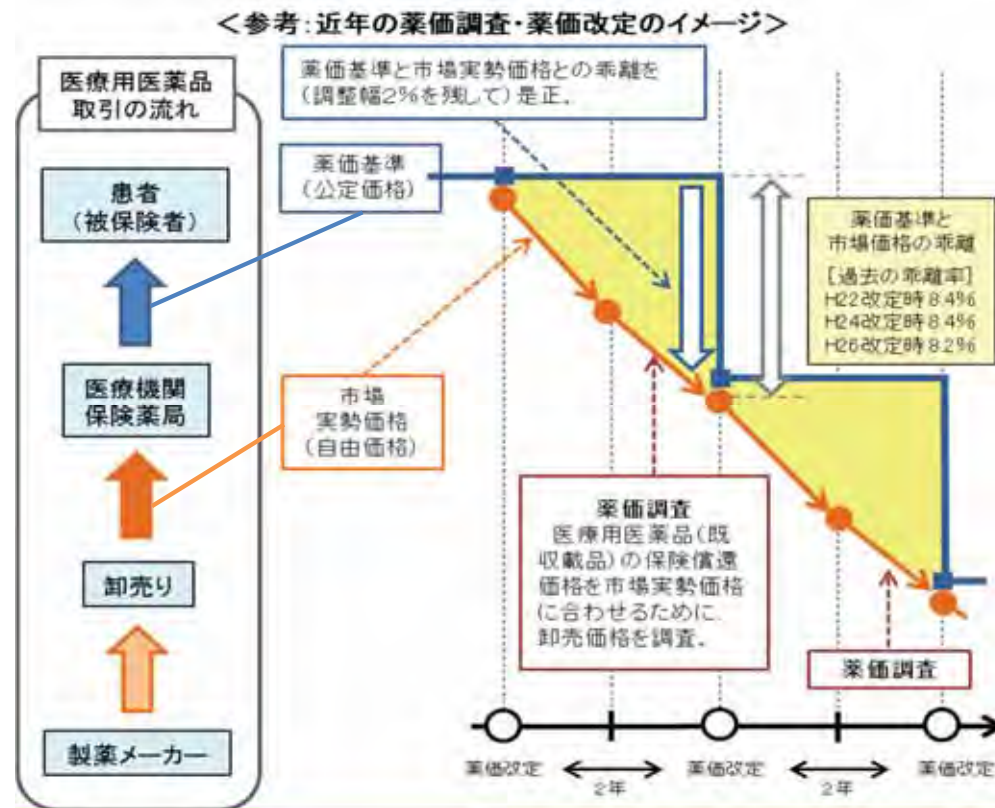 ＜参考：近年の薬価調査・薬価改定のイメージ＞
医療用医薬品
取引の流れ
患者
（被保険者）
医療機関
保険薬局
卸売り
製薬メーカー
薬価基準と市場実勢価格との乖離を
（調整幅2％を残して）是正。
薬価基準
（公定価格）
市場
実勢価格
（自由価格）
薬価基準と
市場価格の乖離
［過去の乖離率］
H22改定時8.4%
H24改定時8.4%
H26改定時8.2%
薬価調査
医療用医薬品（既
収載品）の保険償還
価格を市場実勢価格
に合わせるために、
卸売価格を調査。
薬価調査
薬価改定
2年
薬価改定
2年
薬価改定